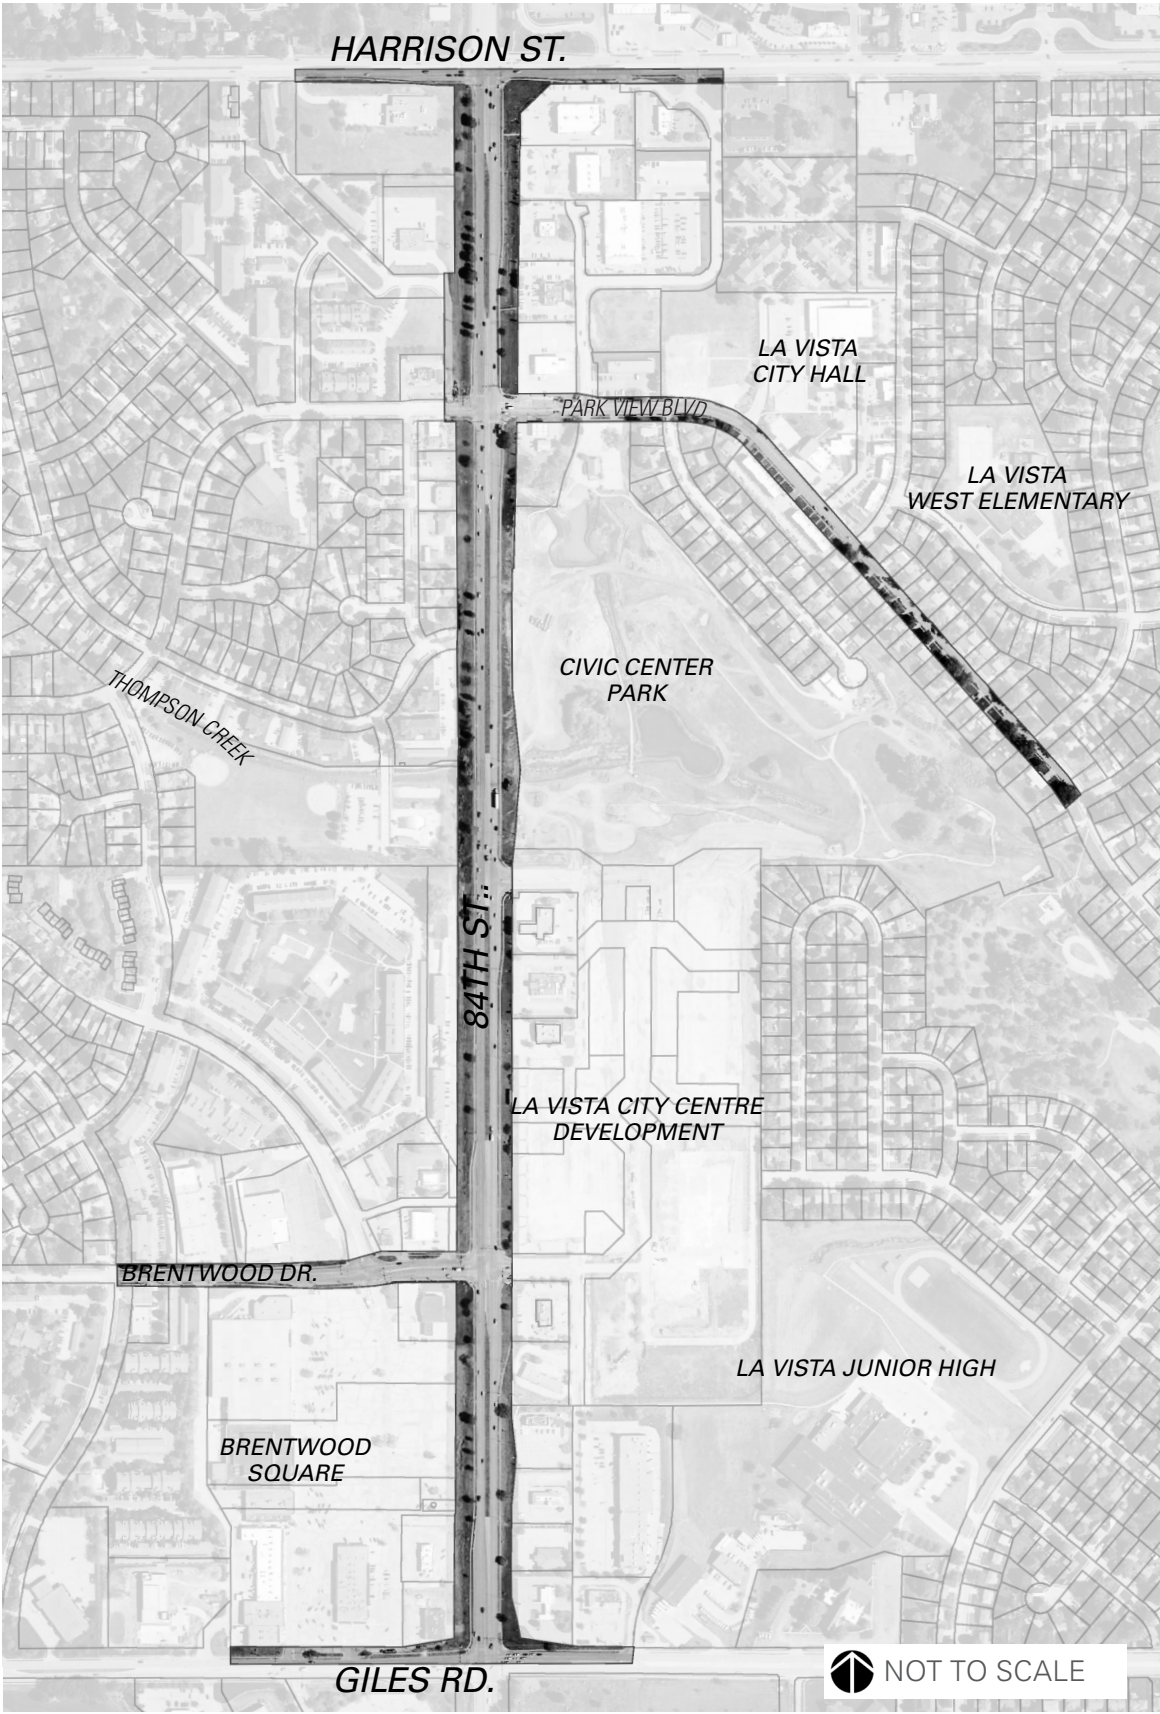 HARRISON ST.
LA VISTA
CITY HALL
PARK VIEW BLVD
LA VISTA
WEST ELEMENTARY
CIVIC CENTER
PARK
THOMPSON CREEK
84TH ST..
LA VISTA CITY CENTRE
DEVELOPMENT
BRENTWOOD DR.
LA VISTA JUNIOR HIGH
BRENTWOOD
SQUARE
GILES RD.
NOT TO SCALE